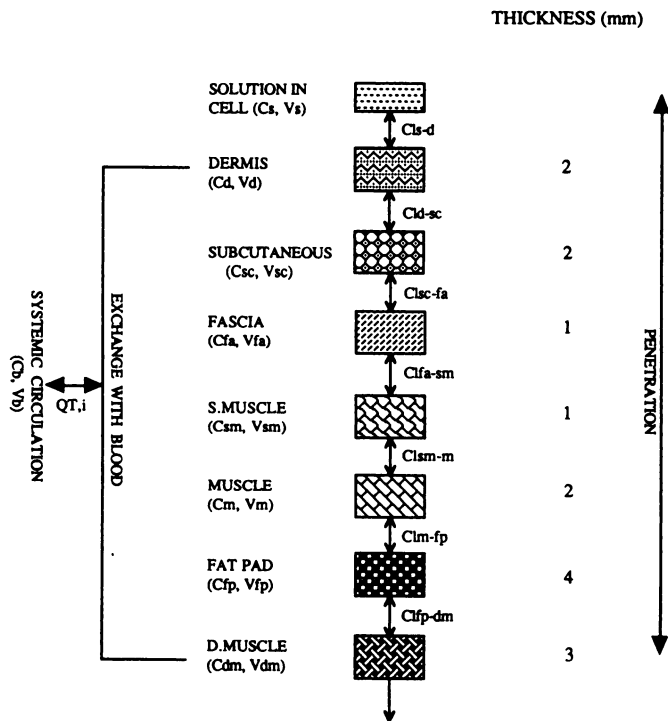 THICKNESS (mm)
SOLUTION IN
CELL (Cs, Vs)
Cls-d
DERMIS
(Cd, Vd)
2
Cld-sc
SUBCUTANEOUS
(Csc, Vsc)
2
Clsc-fa
FASCIA
(Cfa, Vfa)
1
Clfa-sm
S.MUSCLE
(Csm, Vsm)
1
Clsm-m
MUSCLE
(Cm, Vm)
2
Clm-fp
FAT PAD
(Cfp, Vfp)
4
Clfp-dm
D.MUSCLE
(Cdm, Vdm)
3
SYSTEMIC CIRCULATION
(Cb, Vb)
QT,i
EXCHANGE WITH BLOOD
PENETRATION